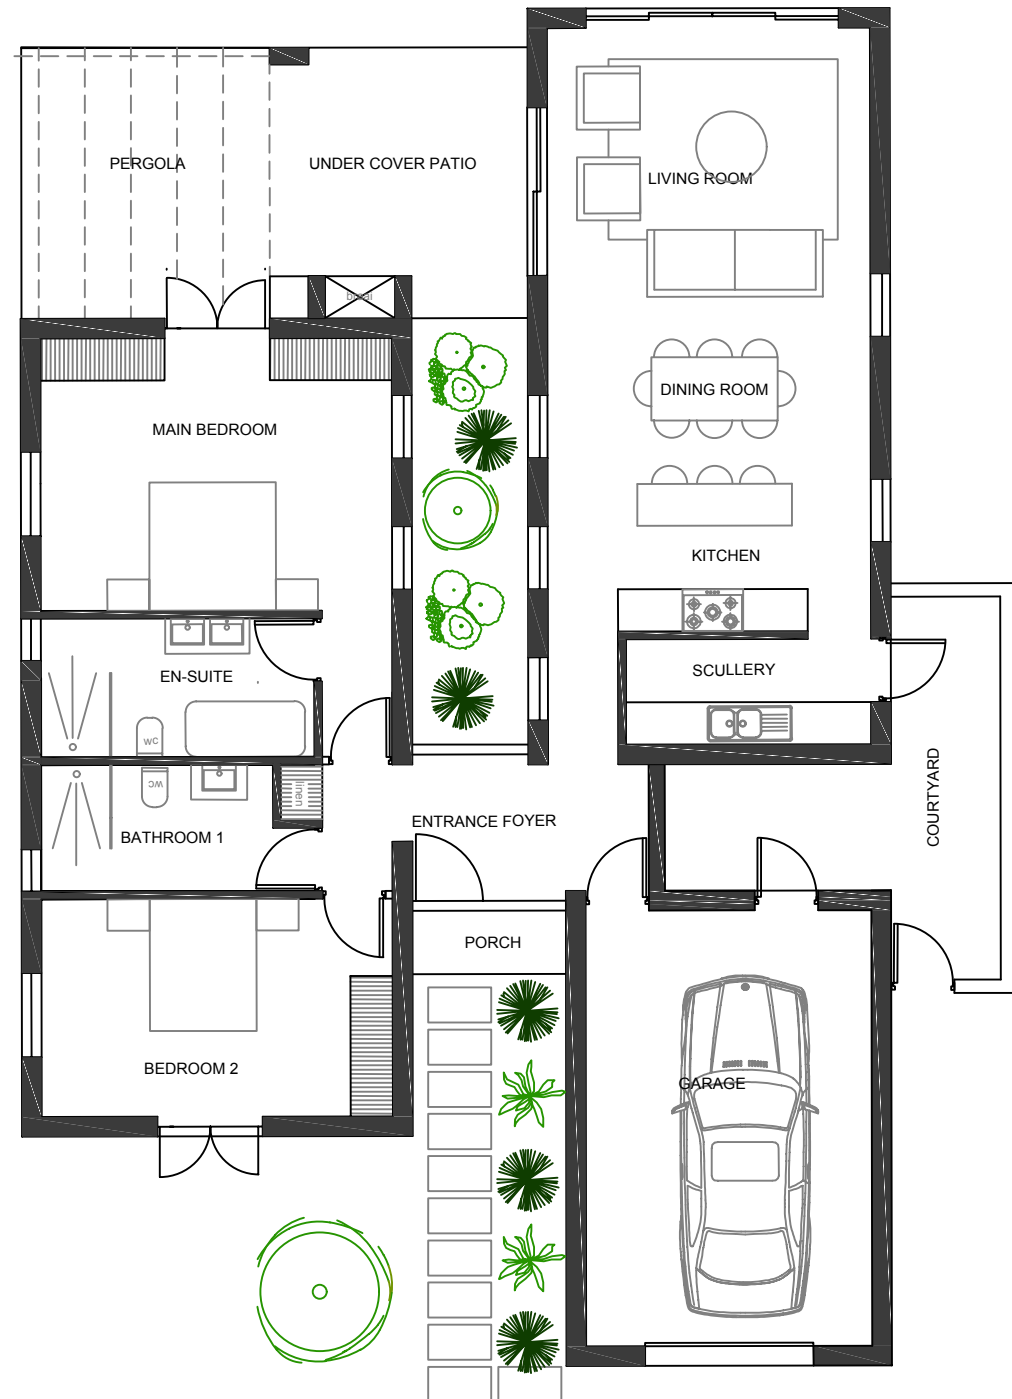 PERGOLA
UNDER COVER PATIO
LIVING ROOM
braai
DINING ROOM
MAIN BEDROOM
KITCHEN
EN-SUITE
SCULLERY
WC
WC
linen
COURTYARD
BATHROOM 1
ENTRANCE FOYER
PORCH
BEDROOM 2
GARAGE